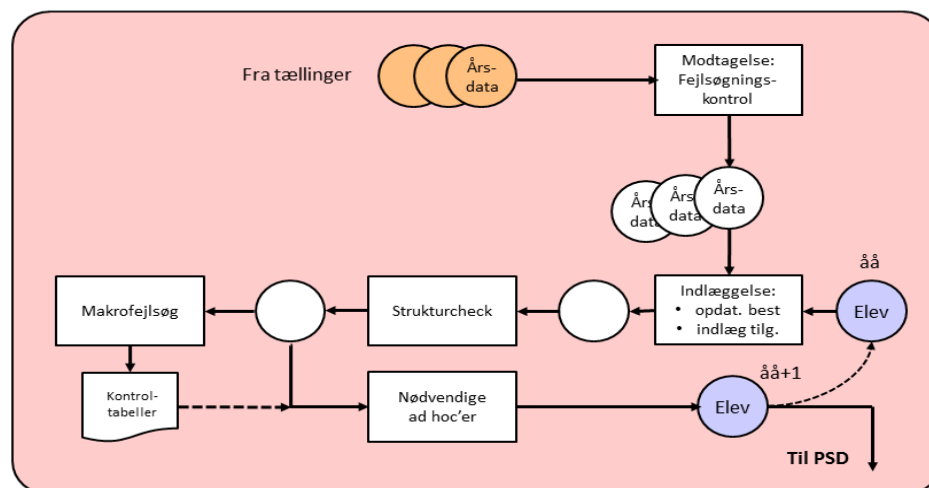 Fra tællinger
Års-
data
Modtagelse:
Fejlsøgnings-
kontrol
Års
data
Års
data
Års-
data
åå
Makrofejlsøg
Strukturcheck
Indlæggelse:
• opdat. best
• indlæg tilg.
Elev
åå+1
Kontrol-
tabeller
Nødvendige
ad hoc'er
Elev
Til PSD